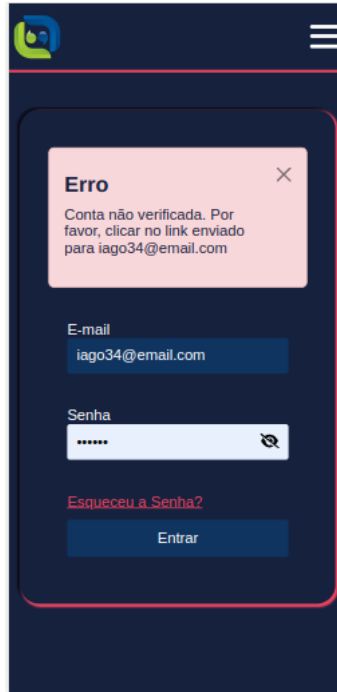 Erro
Conta não verificada. Por
favor, clicar no link enviado
para iago34@email.com
E-mail
iago34@email.com
Senha
••••••
Esqueceu a Senha?
Entrar